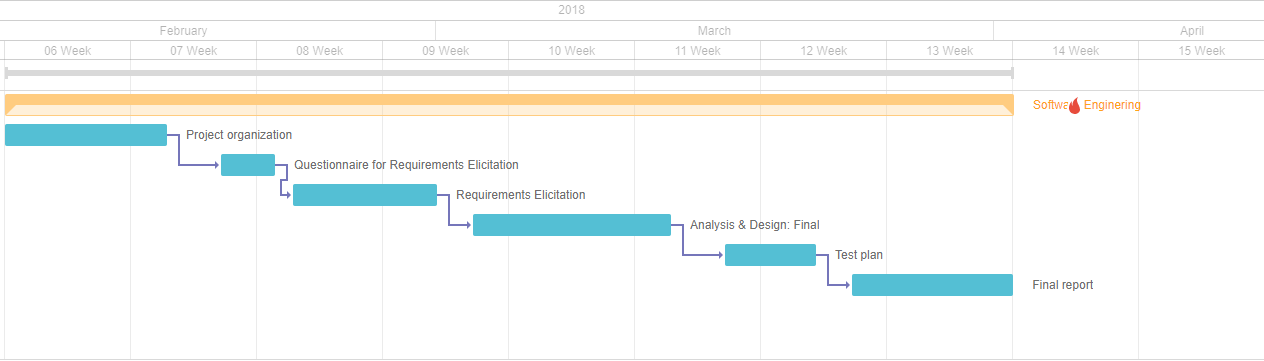 2018
February March April
06 Week 07 Week 08 Week 09 Week 10 Week 11 Week 12 Week 13 Week 14 Week 15 Week
Enginering
Project organization
Questionnaire for Requirements Elicitation
Requirements Elicitation
Analysis & Design: Final
Test plan
Final report